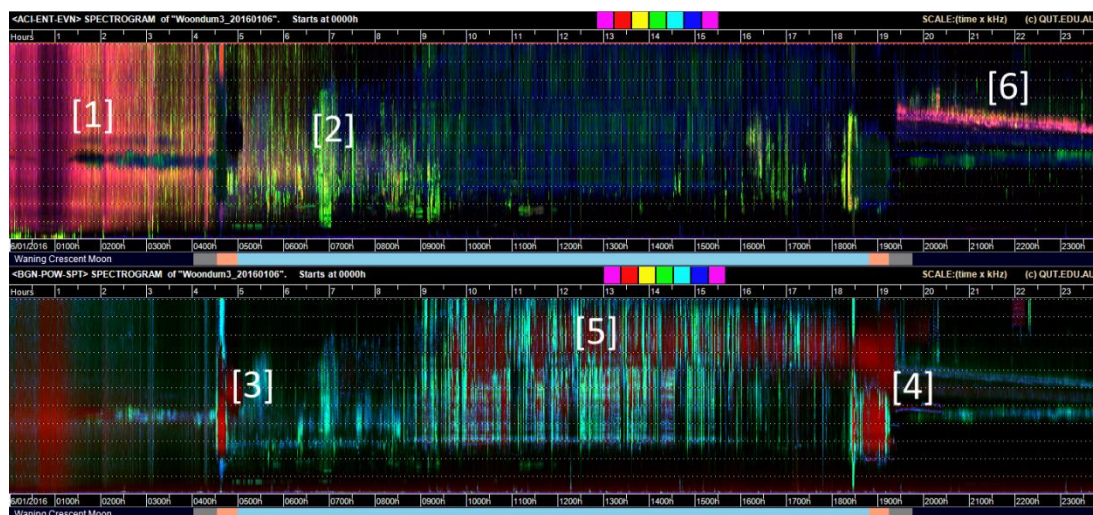 <ACI-ENT-EVN> SPECTROGRAM of "Woondum3_20160106". Starts at 0000h SCALE:(time x kHz) (c) QUT.EDU.AU
Hours 1 2 3 4 5 6 7 8 9 10 11 12 13 14 15 16 17 18 19 20 21 22 23
[6]
[1]
[2]
6/01/2016 0100h 0200h 0300h 0400h 0500h 0600h 0700h 0800h 0900h 1000h 1100h 1200h 1300h 1400h 1500h 1600h 1700h 1800h 1900h 2000h 2100h 2200h 2300h
Waning Crescent Moon
<BGN-POW-SPT> SPECTROGRAM of "Woondum3_20160106". Starts at 0000h SCALE:(time x kHz) (c) QUT.EDU.AU
Hours 1 2 3 4 5 6 7 8 9 10 11 12 13 14 15 16 17 18 19 20 21 22 23
[5]
[3]
[4]
6/01/2016 0100h 0200h 0300h 0400h 0500h 0600h 0700h 0800h 0900h 1000h 1100h 1200h 1300h 1400h 1500h 1600h 1700h 1800h 1900h 2000h 2100h 2200h 2300h
Waning Crescent Moon